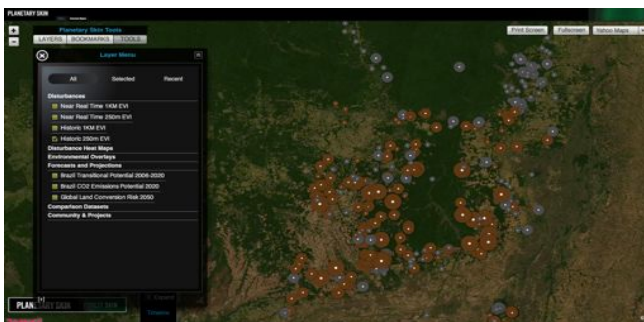 PLANETARY SKIN
Planetary Skin Tools
LAYERS BOOKMARKS TOOLS
Print Screen Fullscreen Yahoo Maps
Layer Menu
All Selected Recent
Disturbances
Near Real Time 1KM EVI
Near Real Time 250m EVI
Historic 1KM EVI
Historic 250m EVI
Disturbance Heat Maps
Environmental Overlays
Forecasts and Projections
Brazil Transitional Potential 2006-2020
Brazil CO2 Emissions Potential 2020
Global Land Conversion Risk 2050
Comparison Datasets
Community & Projects
[+]
Expand
Timeline